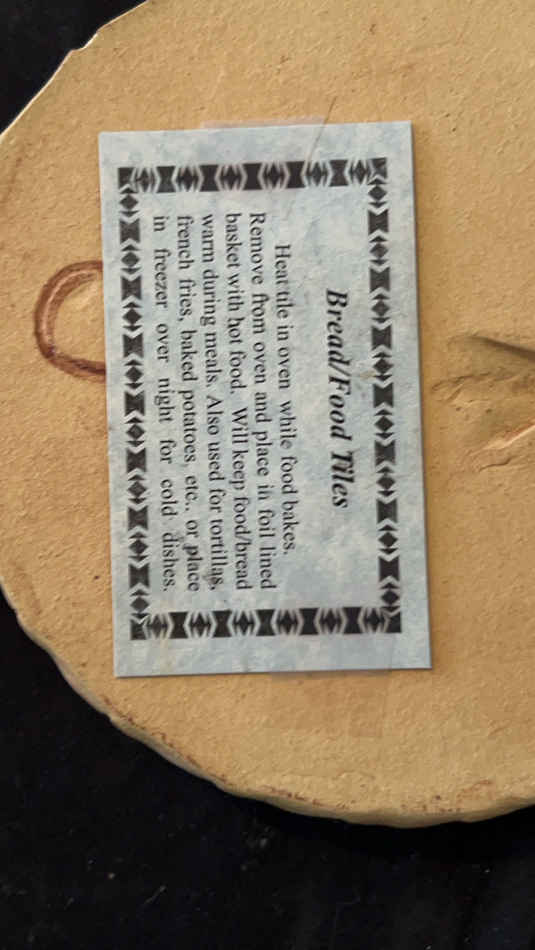 Bread/Food Tiles
Heat tile in oven while food bakes.
Remove from oven and place in foil lined
basket with hot food. Will keep food/bread
warm during meals. Also used for tortillas,
french fries, baked potatoes, etc., or place
in freezer over night for cold dishes.